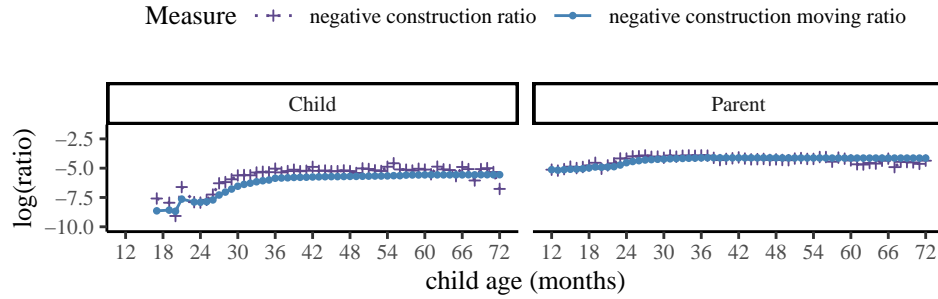 Measure negative construction ratio negative construction moving ratio
Child Parent
log(ratio)
−2.5
−5.0
−7.5
−10.0
12 18 24 30 36 42 48 54 60 66 72 12 18 24 30 36 42 48 54 60 66 72
child age (months)